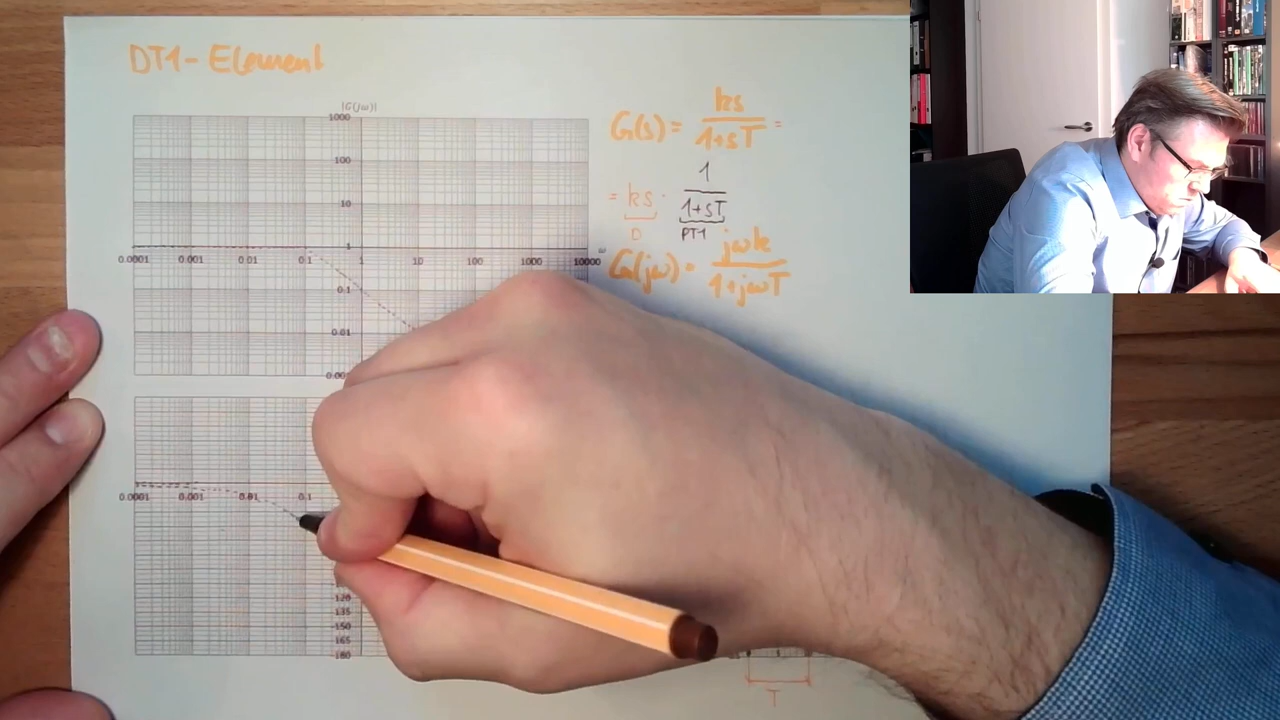 DT1-Element
|G(jω)|
1000
100
10
1
0.0001 0.001 0.01 0.1 1 10 100 1000 10000
ω
0.1
0.01
0.00
0.0001 0.001 0.01 0.1
120
135
150
165
180
G(s) = ks / 1+sT =
= ks · 1 / 1+sT
D PT1
G(jω) = jωk / 1+jωT
T